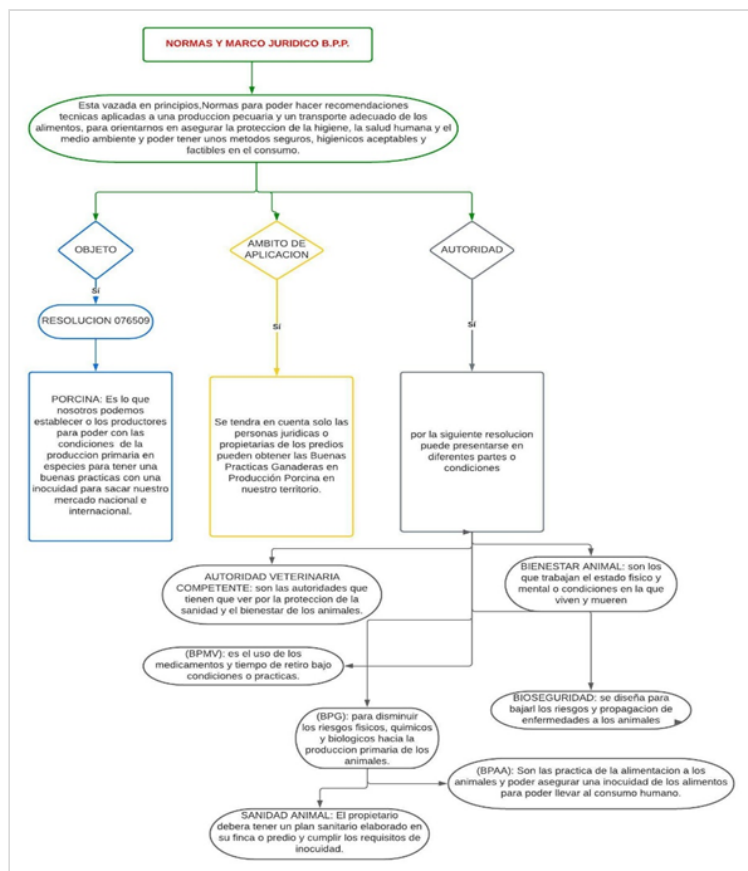 NORMAS Y MARCO JURIDICO B.P.P.
Esta vazada en principios,Normas para poder hacer recomendaciones
tecnicas aplicadas a una produccion pecuaria y un transporte adecuado de los
alimentos, para orientarnos en asegurar la proteccion de la higiene, la salud humana y el
medio ambiente y poder tener unos metodos seguros, higienicos aceptables y
factibles en el consumo.
OBJETO
AMBITO DE
APLICACION
AUTORIDAD
Sí
RESOLUCION 076509
Sí
Sí
PORCINA: Es lo que
nosotros podemos
establecer o los productores
para poder con las
condiciones de la
produccion primaria en
especies para tener una
buenas practicas con una
inocuidad para sacar nuestro
mercado nacional e
internacional.
Se tendra en cuenta solo las
personas juridicas o
propietarias de los predios
pueden obtener las Buenas
Practicas Ganaderas en
Producción Porcina en
nuestro territorio.
por la siguiente resolucion
puede presentarse en
diferentes partes o
condiciones
AUTORIDAD VETERINARIA
COMPETENTE: son las autoridades que
tienen que ver por la proteccion de la
sanidad y el bienestar de los animales.
BIENESTAR ANIMAL: son los
que trabajan el estado fisico y
mental o condiciones en la que
viven y mueren
(BPMV): es el uso de los
medicamentos y tiempo de retiro bajo
condiciones o practicas.
BIOSEGURIDAD: se diseña para
bajarl los riesgos y propagacion de
enfermedades a los animales
(BPG): para disminuir
los riesgos fisicos, quimicos
y biologicos hacia la
produccion primaria de los
animales.
(BPAA): Son las practica de la alimentacion a los
animales y poder asegurar una inocuidad de los alimentos
para poder llevar al consumo humano.
SANIDAD ANIMAL: El propietario
debera tener un plan sanitario elaborado en
su finca o predio y cumplir los requisitos de
inocuidad.